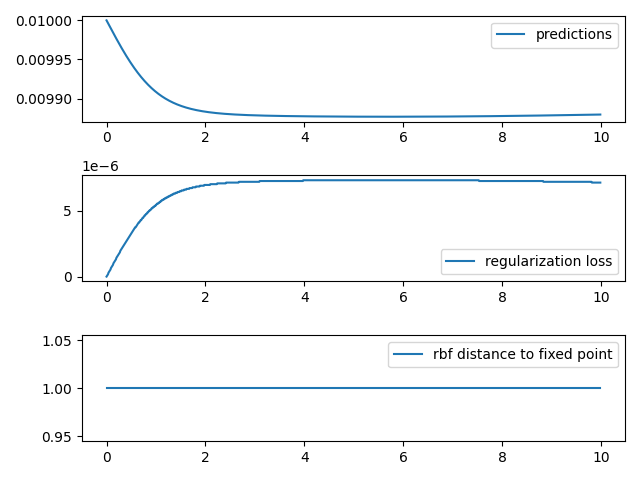 0.01000
predictions
0.00995
0.00990
0 2 4 6 8 10
1e−6
5
0
regularization loss
0 2 4 6 8 10
1.05
rbf distance to fixed point
1.00
0.95
0 2 4 6 8 10